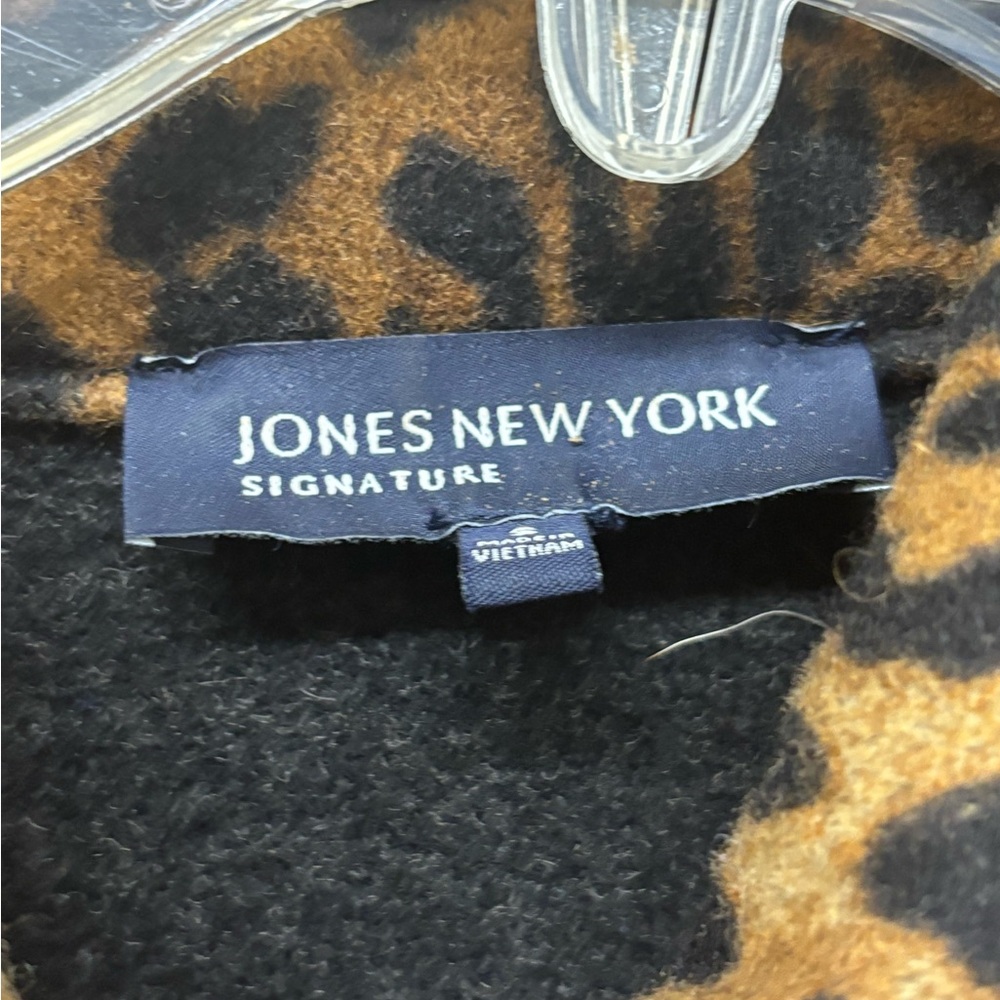 JONES NEW YORK
SIGNATURE
S
MADE IN
VIETNAM